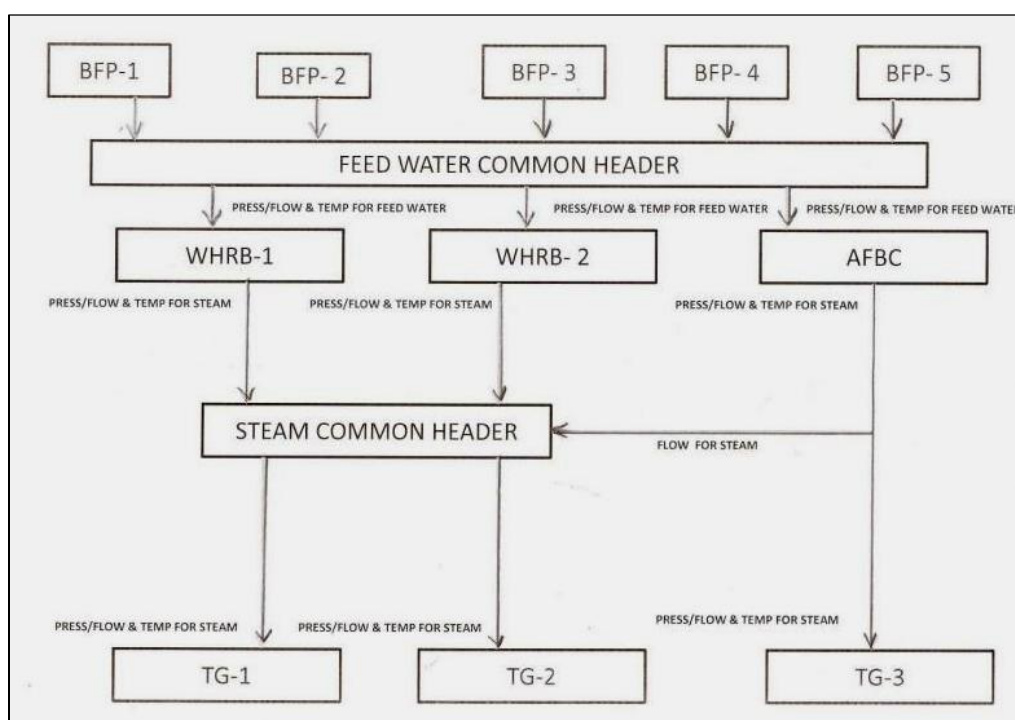 BFP-1
BFP- 2
BFP- 3
BFP- 4
BFP- 5
FEED WATER COMMON HEADER
PRESS/FLOW & TEMP FOR FEED WATER
PRESS/FLOW & TEMP FOR FEED WATER
PRESS/FLOW & TEMP FOR FEED WATER
WHRB-1
WHRB- 2
AFBC
PRESS/FLOW & TEMP FOR STEAM
PRESS/FLOW & TEMP FOR STEAM
PRESS/FLOW & TEMP FOR STEAM
STEAM COMMON HEADER
FLOW FOR STEAM
PRESS/FLOW & TEMP FOR STEAM
PRESS/FLOW & TEMP FOR STEAM
PRESS/FLOW & TEMP FOR STEAM
TG-1
TG-2
TG-3